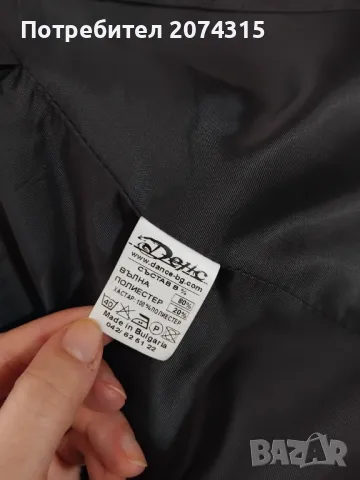 Потребител 2074315
Денс
www.dance-bg.com
СЪСТАВ В %
ВЪЛНА 80%
ПОЛИЕСТЕР 20%
ХАСТАР-100% ПОЛИЕСТЕР
40 P
Made in Bulgaria
042/ 62 51 22
BAZAR